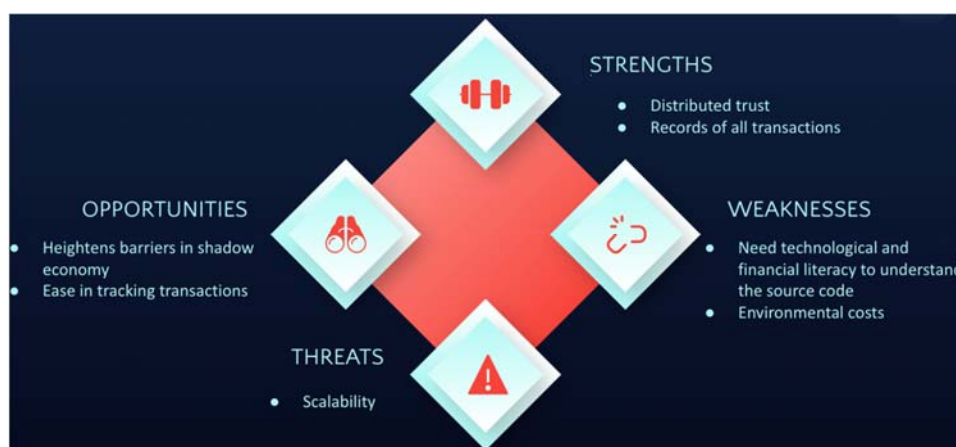 STRENGTHS
● Distributed trust
● Records of all transactions
OPPORTUNITIES
● Heightens barriers in shadow
economy
● Ease in tracking transactions
WEAKNESSES
● Need technological and
financial literacy to understand
the source code
● Environmental costs
THREATS
● Scalability